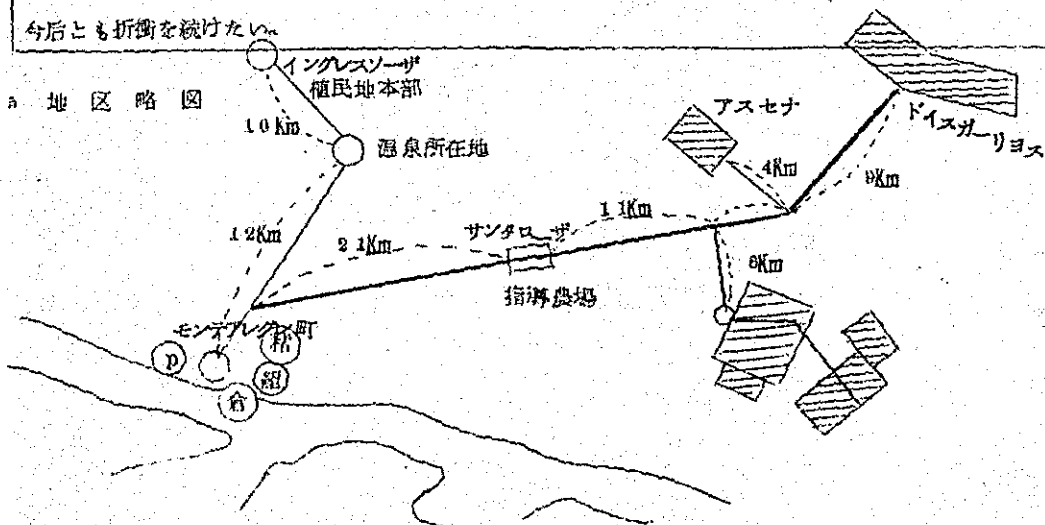 今后とも折衝を続けたい。
a 地区略図
イングレスソーザ
植民地本部
10Km
温泉所在地
アスセナ
ドイスガーリヨス
4Km
9Km
12Km
21Km
サンタローザ
11Km
指導農場
8Km
モンテアレグレ町
P
組
倉